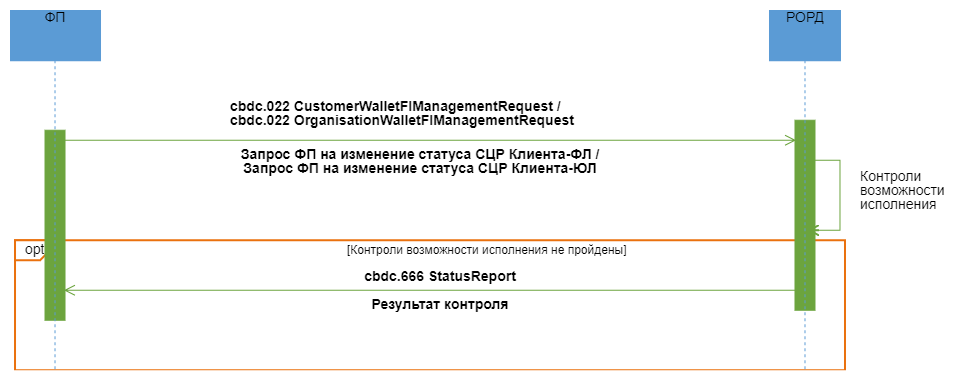 ФП
РОРД
cbdc.022 CustomerWalletFIManagementRequest /
cbdc.022 OrganisationWalletFIManagementRequest
Запрос ФП на изменение статуса СЦР Клиента-ФЛ /
Запрос ФП на изменение статуса СЦР Клиента-ЮЛ
Контроли
возможности
исполнения
opt
[Контроли возможности исполнения не пройдены]
cbdc.666 StatusReport
Результат контроля